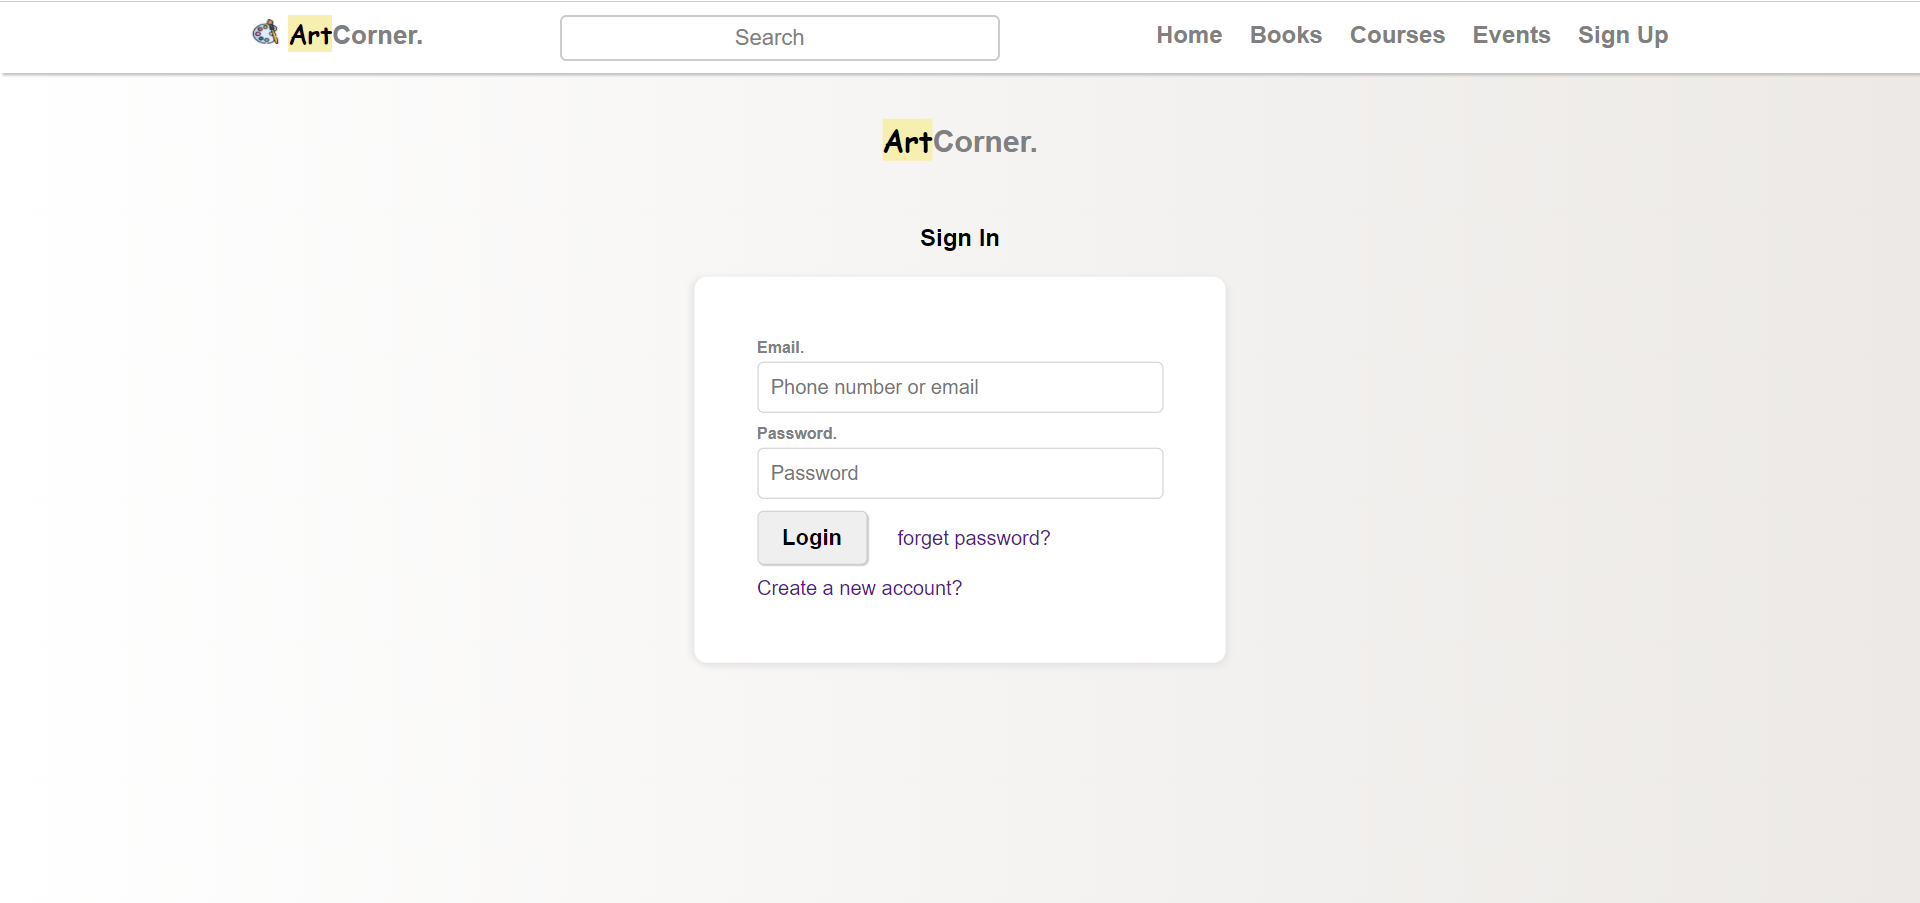 ArtCorner. Search Home Books Courses Events Sign Up
ArtCorner.
Sign In
Email.
Phone number or email
Password.
Password
Login forget password?
Create a new account?